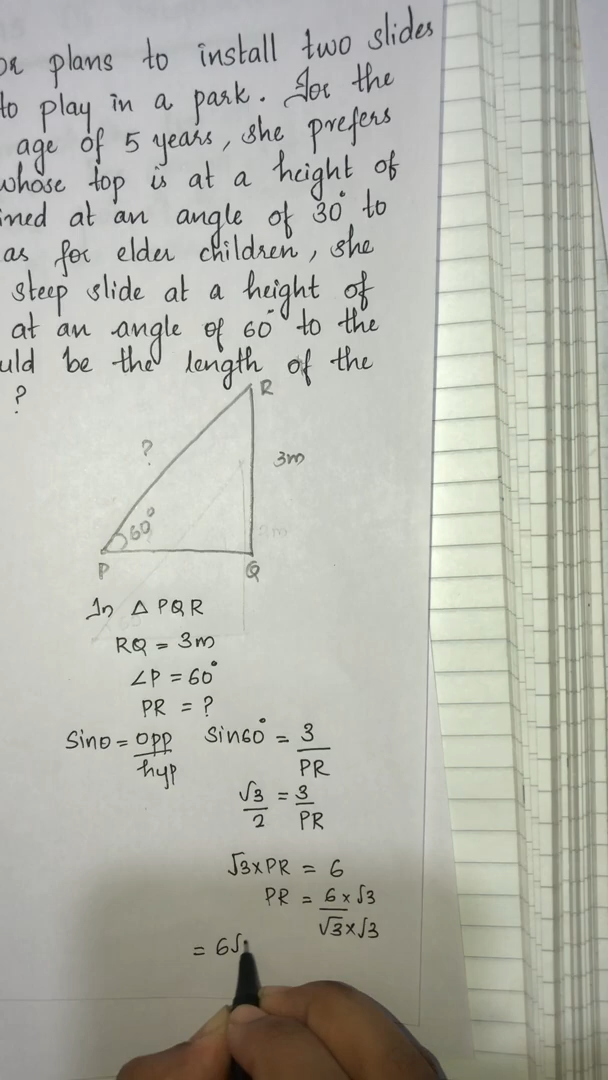 or plans to install two slides
to play in a park. For the
age of 5 years, she prefers
whose top is at a height of
ined at an angle of 30° to
as for elder children, she
steep slide at a height of
at an angle of 60° to the
uld be the length of the
?
R
?
3m
60°
P
Q
In Δ PQR
RQ = 3m
∠P = 60°
PR = ?
Sinθ = opp/hyp Sin60° = 3/PR
√3/2 = 3/PR
√3×PR = 6
PR = 6×√3/√3×√3
= 6√